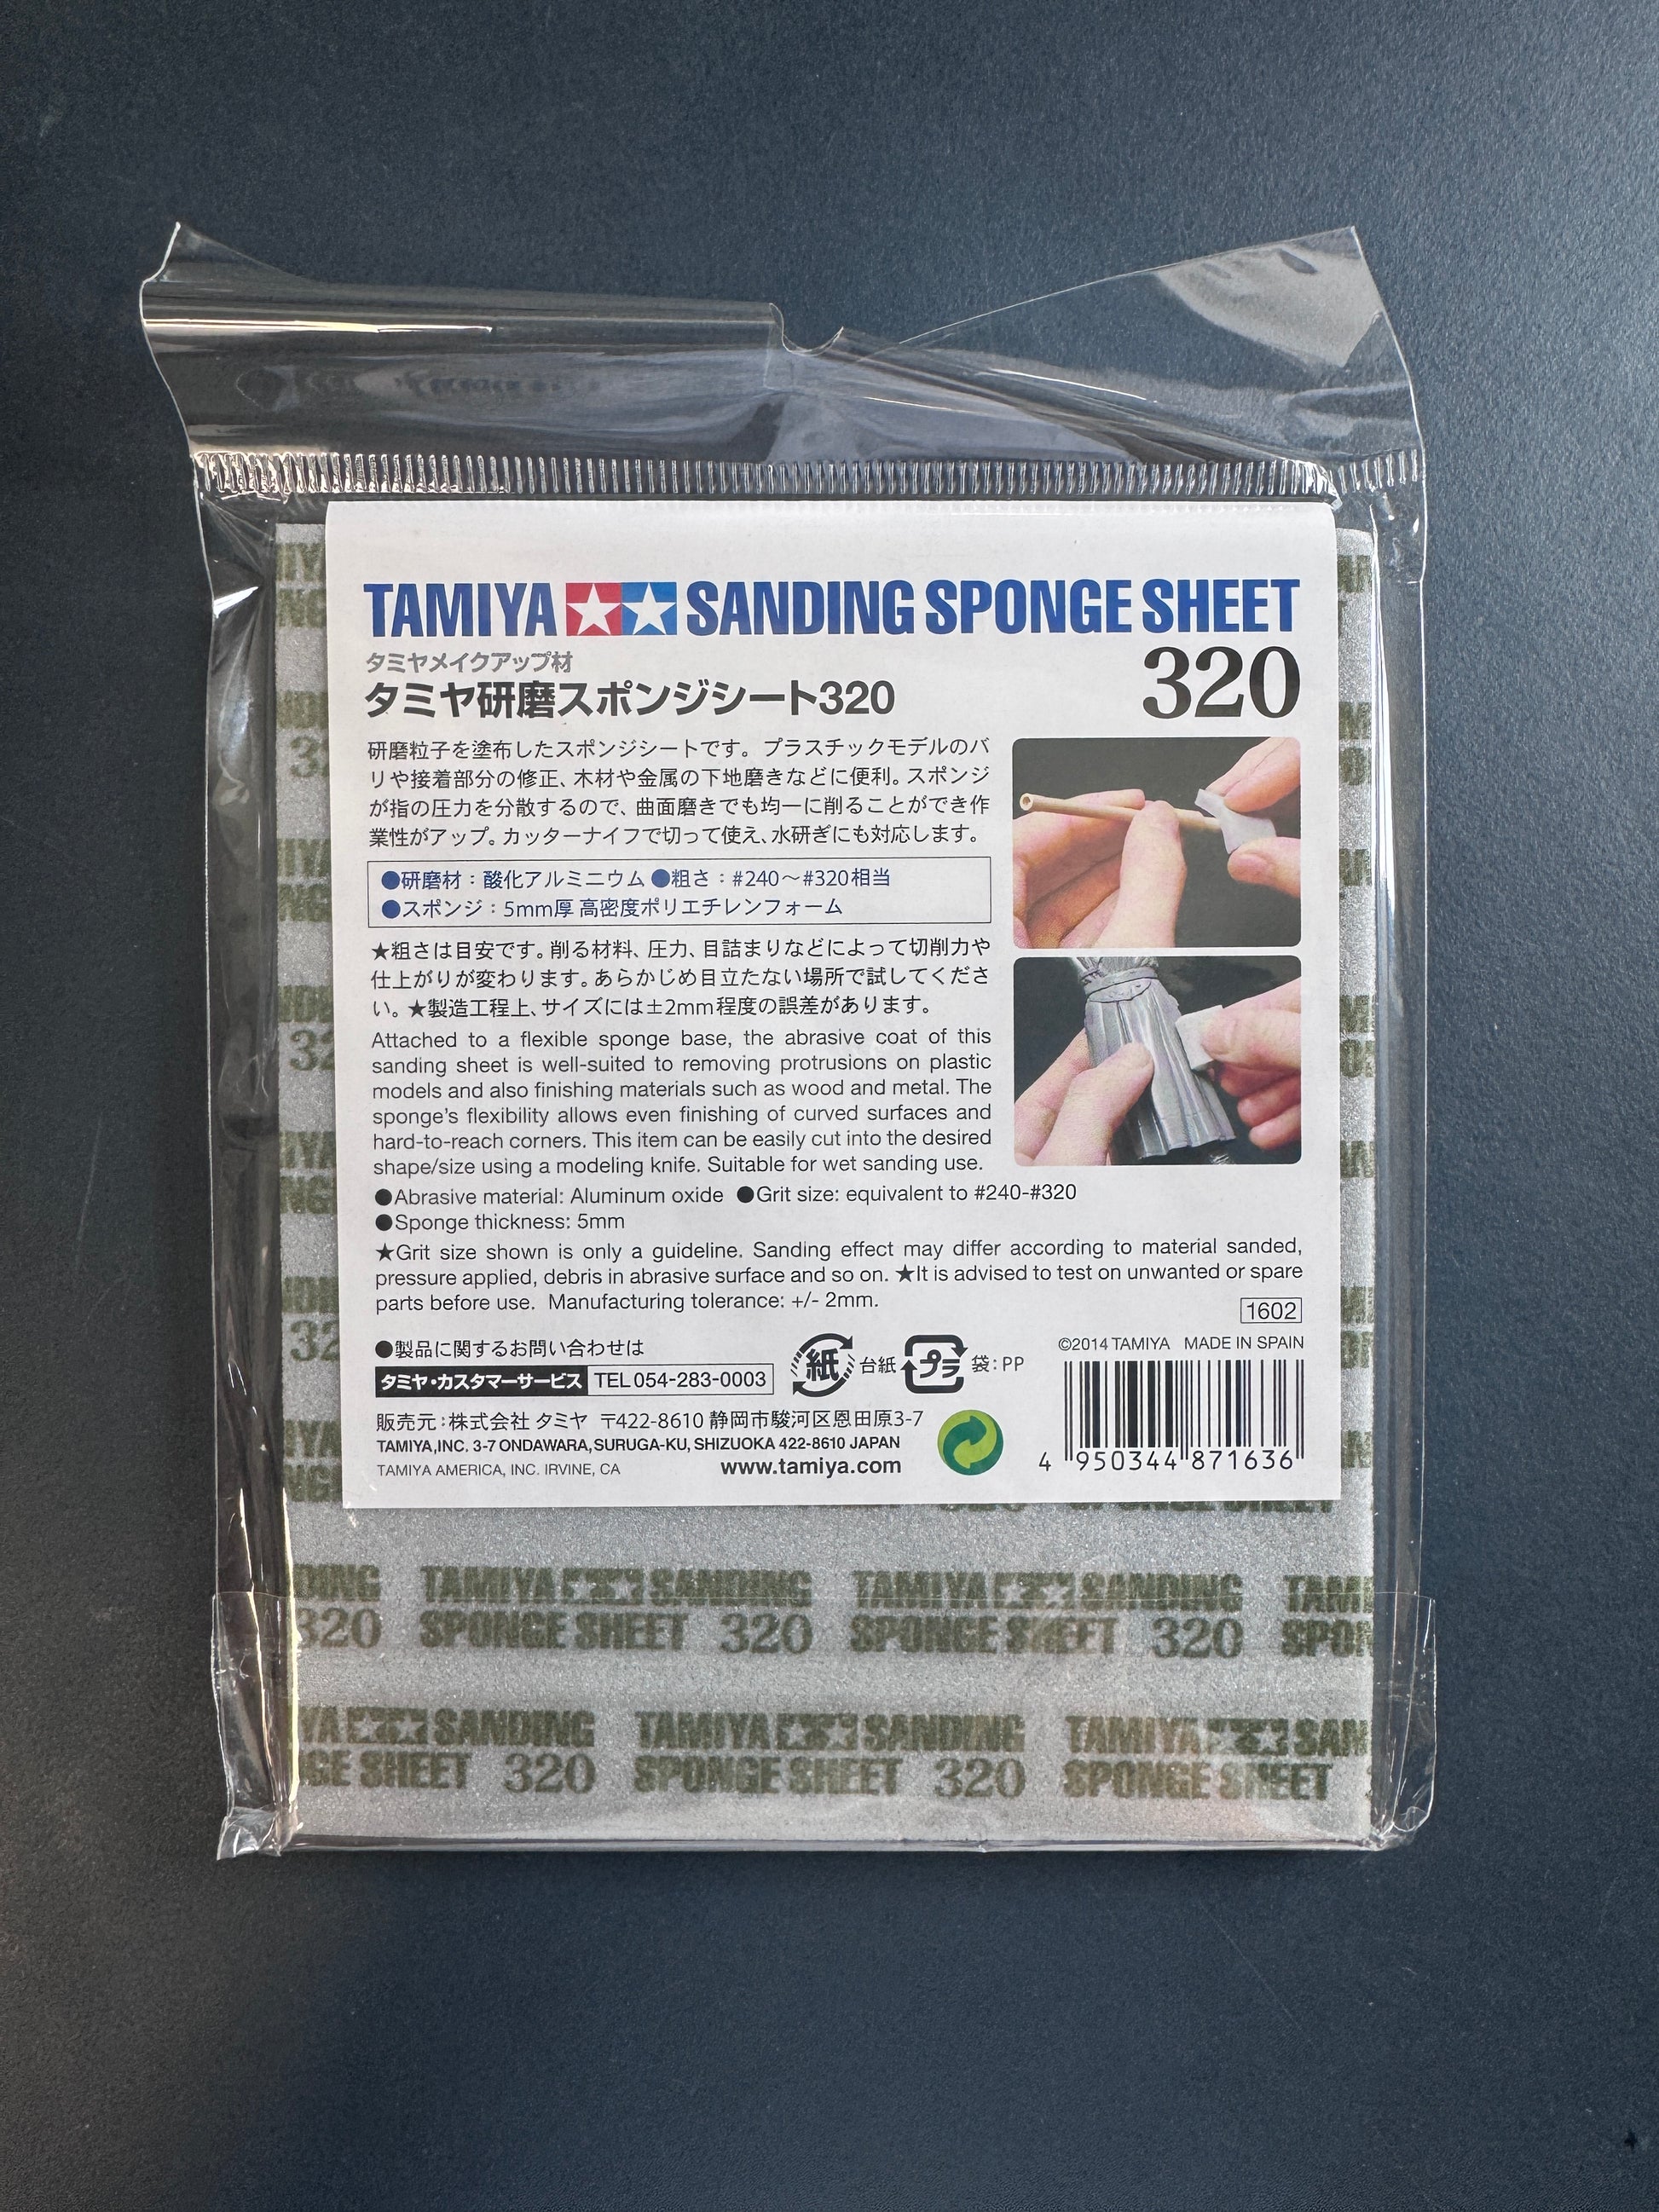 TAMIYA SANDING SPONGE SHEET
タミヤメイクアップ材
タミヤ研磨スポンジシート320
320
研磨粒子を塗布したスポンジシートです。プラスチックモデルのバ
リや接着部分の修正、木材や金属の下地磨きなどに便利。スポンジ
が指の圧力を分散するので、曲面磨きでも均一に削ることができ作
業性がアップ。カッターナイフで切って使え、水研ぎにも対応します。
●研磨材：酸化アルミニウム ●粗さ：#240～#320相当
●スポンジ：5mm厚 高密度ポリエチレンフォーム
★粗さは目安です。削る材料、圧力、目詰まりなどによって切削力や
仕上がりが変わります。あらかじめ目立たない場所で試してくださ
い。★製造工程上、サイズには±2mm程度の誤差があります。
Attached to a flexible sponge base, the abrasive coat of this
sanding sheet is well-suited to removing protrusions on plastic
models and also finishing materials such as wood and metal. The
sponge's flexibility allows even finishing of curved surfaces and
hard-to-reach corners. This item can be easily cut into the desired
shape/size using a modeling knife. Suitable for wet sanding use.
●Abrasive material: Aluminum oxide ●Grit size: equivalent to #240-#320
●Sponge thickness: 5mm
★Grit size shown is only a guideline. Sanding effect may differ according to material sanded,
pressure applied, debris in abrasive surface and so on. ★It is advised to test on unwanted or spare
parts before use. Manufacturing tolerance: +/- 2mm.
1602
●製品に関するお問い合わせは
タミヤ・カスタマーサービス TEL 054-283-0003
紙 台紙 プラ 袋：PP
©2014 TAMIYA MADE IN SPAIN
販売元：株式会社 タミヤ 〒422-8610 静岡市駿河区恩田原3-7
TAMIYA,INC. 3-7 ONDAWARA, SURUGA-KU, SHIZUOKA 422-8610 JAPAN
TAMIYA AMERICA, INC. IRVINE, CA www.tamiya.com
4 950344 871636
DING TAMIYA SANDING TAMIYA SANDING TAMI
320 SPONGE SHEET 320 SPONGE SHEET 320 SPON
YA SANDING TAMIYA SANDING TAMIYA SAN
GE SHEET 320 SPONGE SHEET 320 SPONGE SHEET